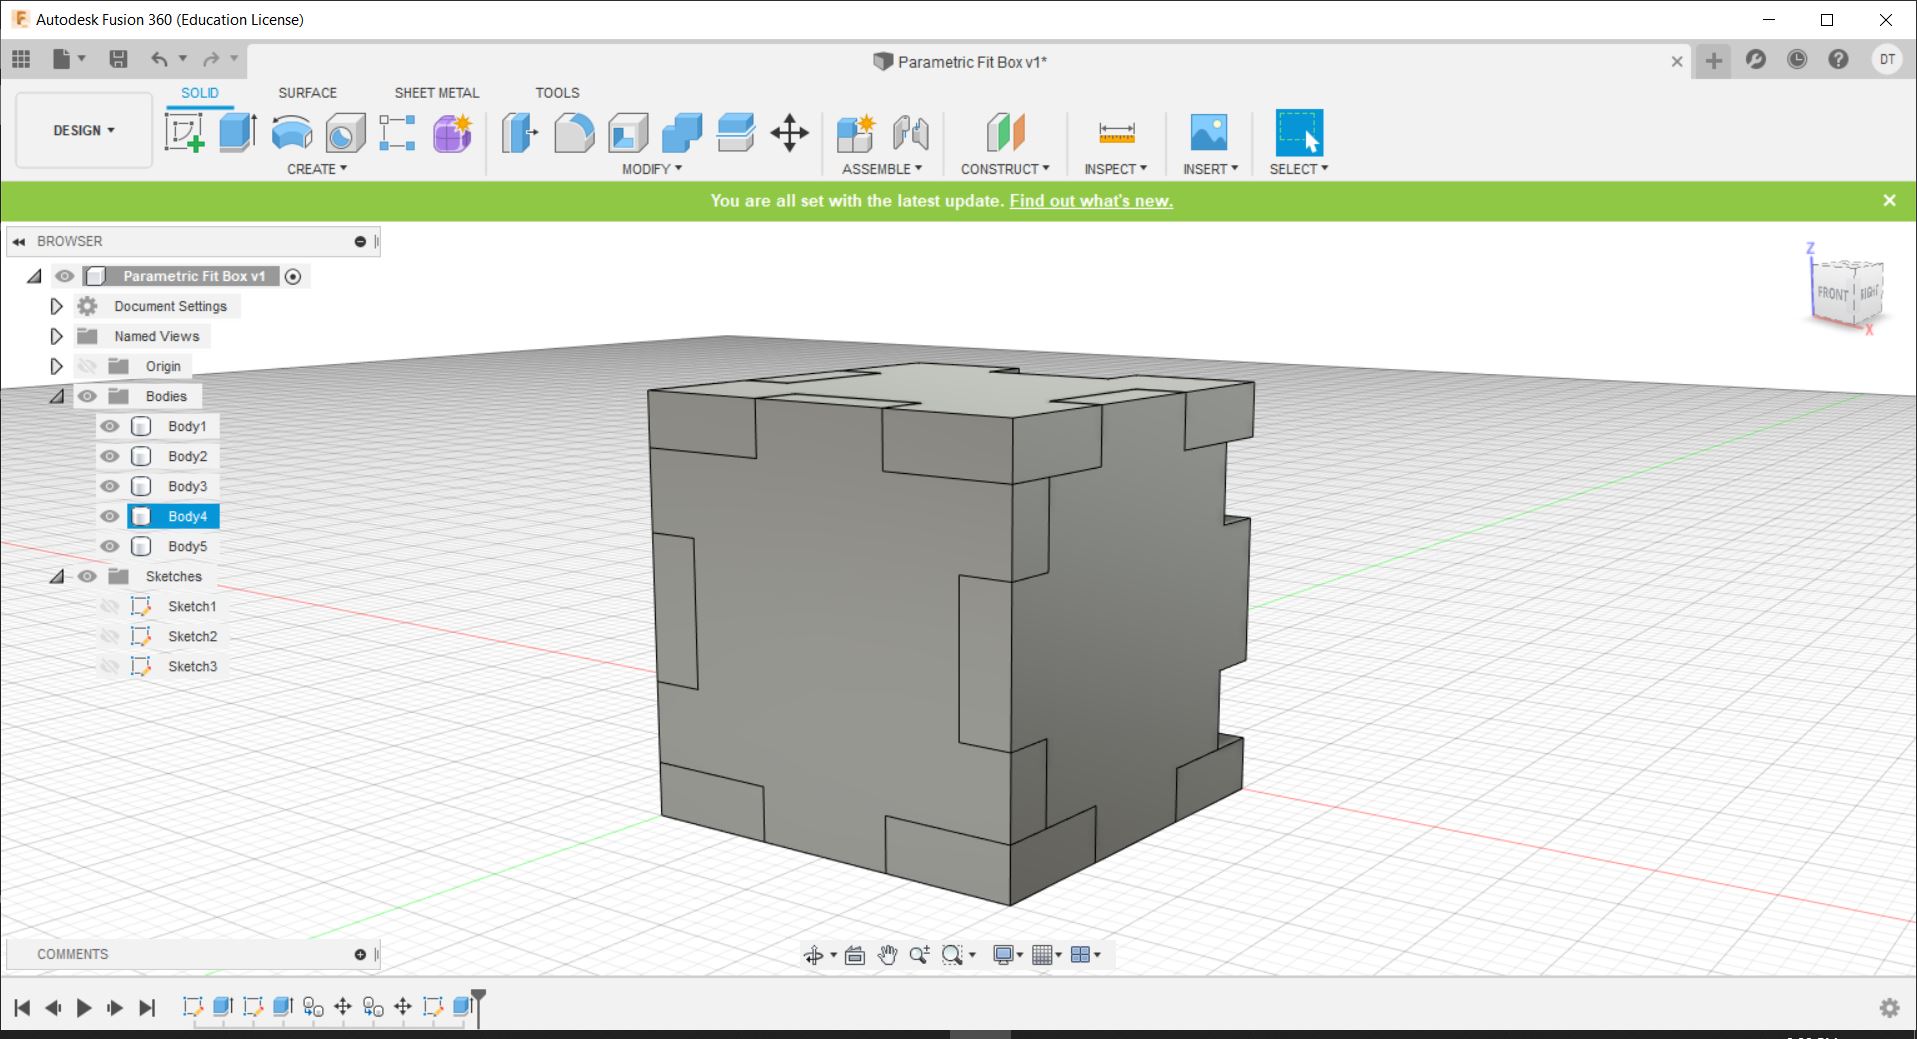 Autodesk Fusion 360 (Education License)
Parametric Fit Box v1*
DT
DESIGN
SOLID
SURFACE
SHEET METAL
TOOLS
CREATE
MODIFY
ASSEMBLE
CONSTRUCT
INSPECT
INSERT
SELECT
You are all set with the latest update. Find out what's new.
BROWSER
Parametric Fit Box v1
Document Settings
Named Views
Origin
Bodies
Body1
Body2
Body3
Body4
Body5
Sketches
Sketch1
Sketch2
Sketch3
Z
FRONT
RIGHT
X
COMMENTS